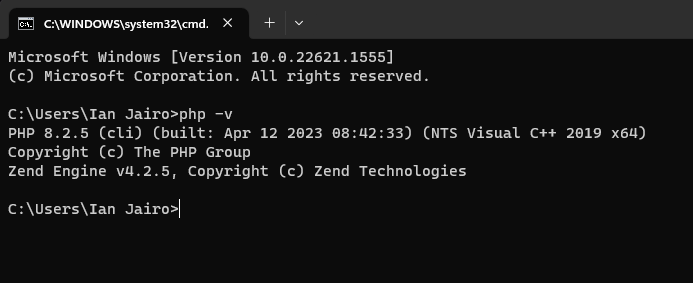 C:\WINDOWS\system32\cmd.
Microsoft Windows [Version 10.0.22621.1555]
(c) Microsoft Corporation. All rights reserved.
C:\Users\Ian Jairo>php -v
PHP 8.2.5 (cli) (built: Apr 12 2023 08:42:33) (NTS Visual C++ 2019 x64)
Copyright (c) The PHP Group
Zend Engine v4.2.5, Copyright (c) Zend Technologies
C:\Users\Ian Jairo>